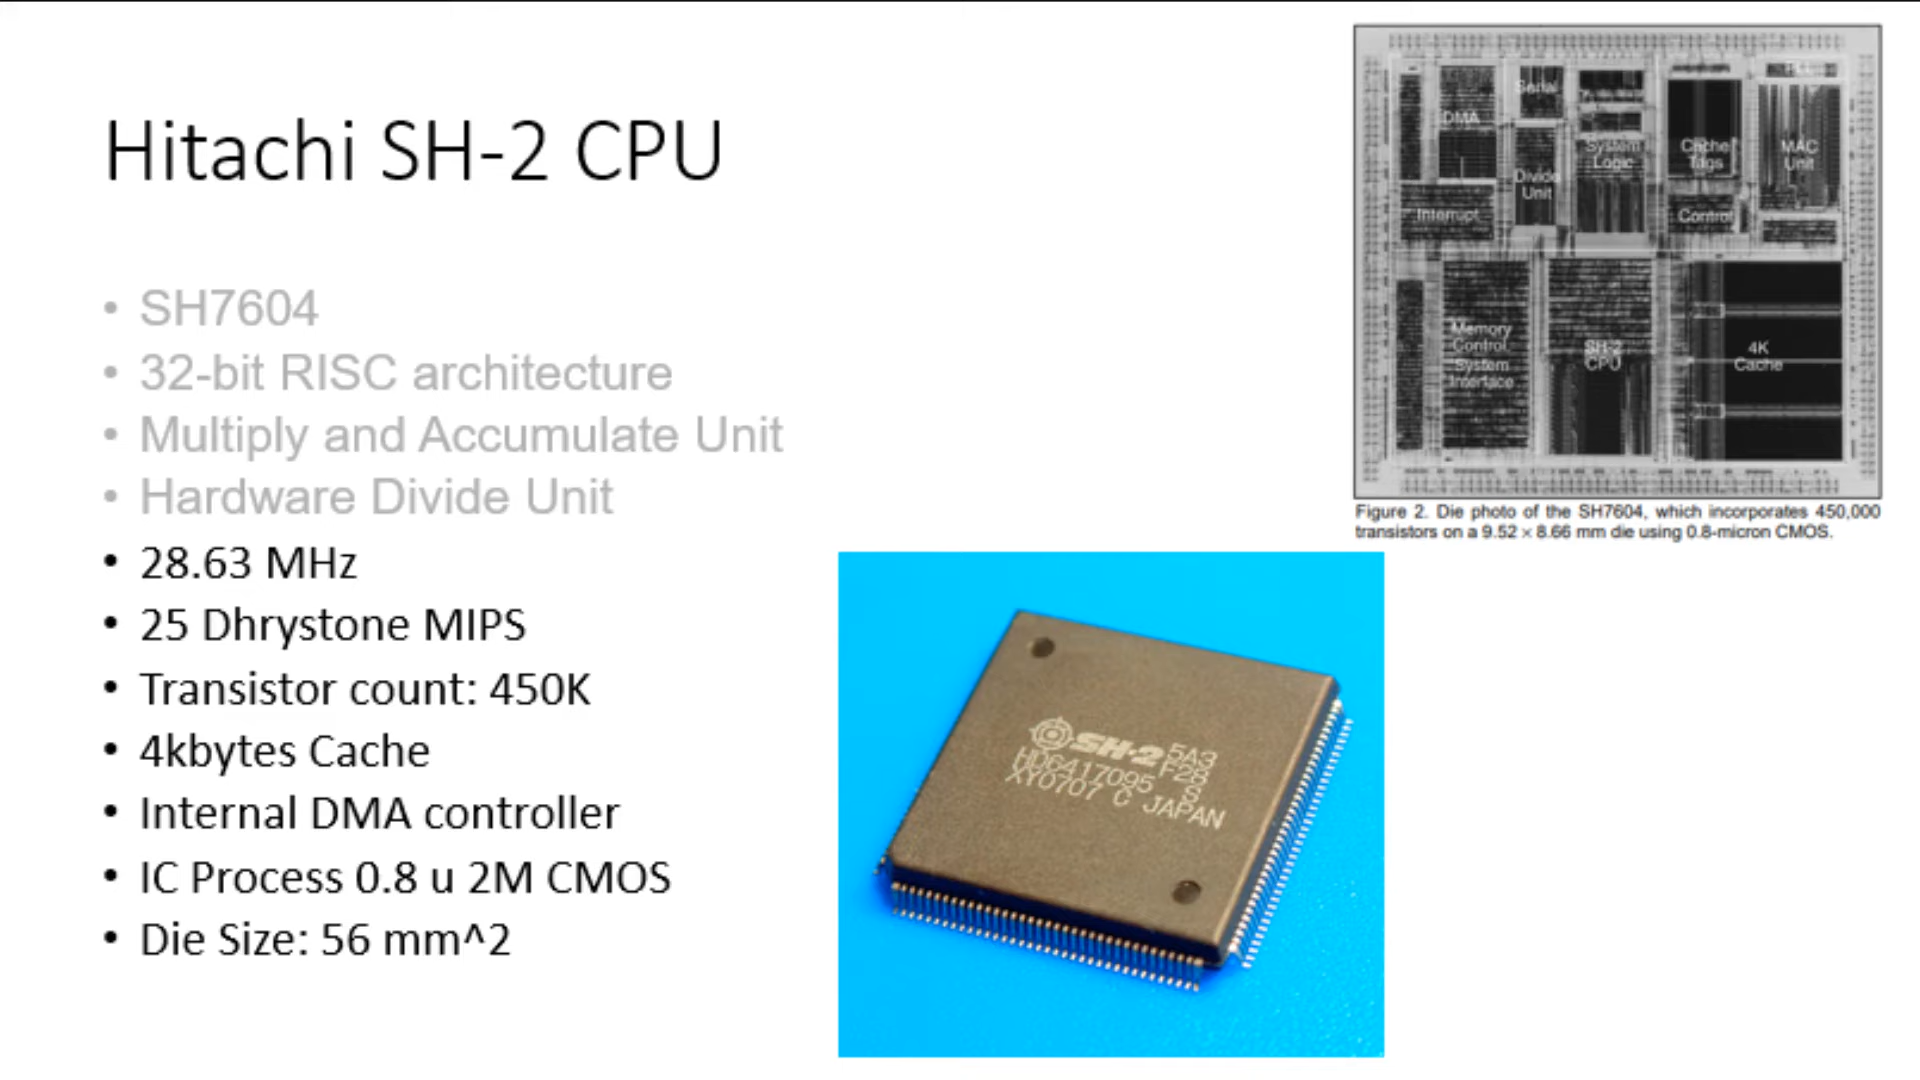 Hitachi SH-2 CPU
• SH7604
• 32-bit RISC architecture
• Multiply and Accumulate Unit
• Hardware Divide Unit
• 28.63 MHz
• 25 Dhrystone MIPS
• Transistor count: 450K
• 4kbytes Cache
• Internal DMA controller
• IC Process 0.8 u 2M CMOS
• Die Size: 56 mm^2
DMA
Serial
Divide
Unit
System
Logic
Cache
Tags
MAC
Unit
Interrupt
Control
Memory
Control
System
Interface
SH-2
CPU
4K
Cache
Figure 2. Die photo of the SH7604, which incorporates 450,000
transistors on a 9.52 × 8.66 mm die using 0.8-micron CMOS.
SH-2 5A3
HD6417095 F28
XY0707 C S
JAPAN